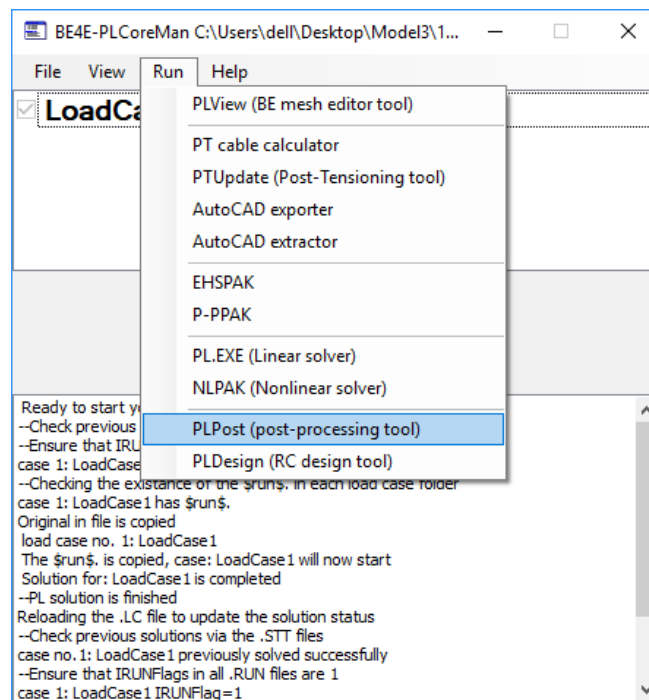 BE4E-PLCoreMan C:\Users\dell\Desktop\Model3\1...
File View Run Help
LoadCa
PLView (BE mesh editor tool)
PT cable calculator
PTUpdate (Post-Tensioning tool)
AutoCAD exporter
AutoCAD extractor
EHSPAK
P-PPAK
PL.EXE (Linear solver)
NLPAK (Nonlinear solver)
PLPost (post-processing tool)
PLDesign (RC design tool)
Ready to start y
--Check previous
--Ensure that IRU
case 1: LoadCase
--Checking the existance of the $run$. in each load case folder
case 1: LoadCase1 has $run$.
Original in file is copied
load case no. 1: LoadCase1
The $run$. is copied, case: LoadCase1 will now start
Solution for: LoadCase1 is completed
--PL solution is finished
Reloading the .LC file to update the solution status
--Check previous solutions via the .STT files
case no. 1: LoadCase1 previously solved successfully
--Ensure that IRUNFlags in all .RUN files are 1
case 1: LoadCase1 IRUNFlag=1